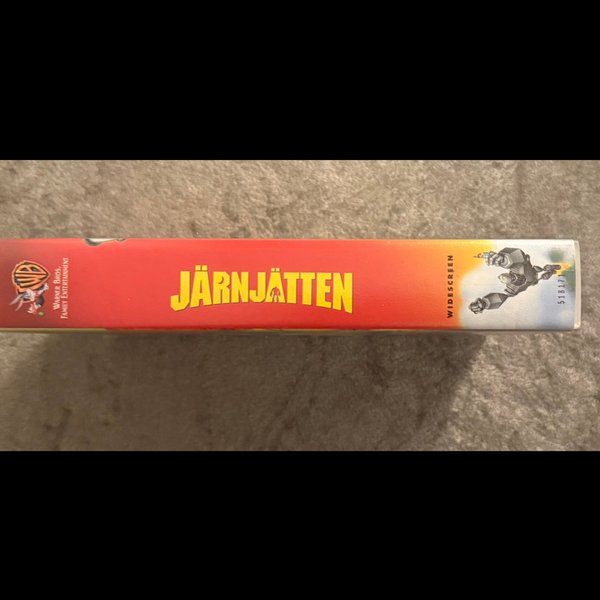 WB
WARNER BROS.
FAMILY ENTERTAINMENT
JÄRNJÄTTEN
WIDESCREEN